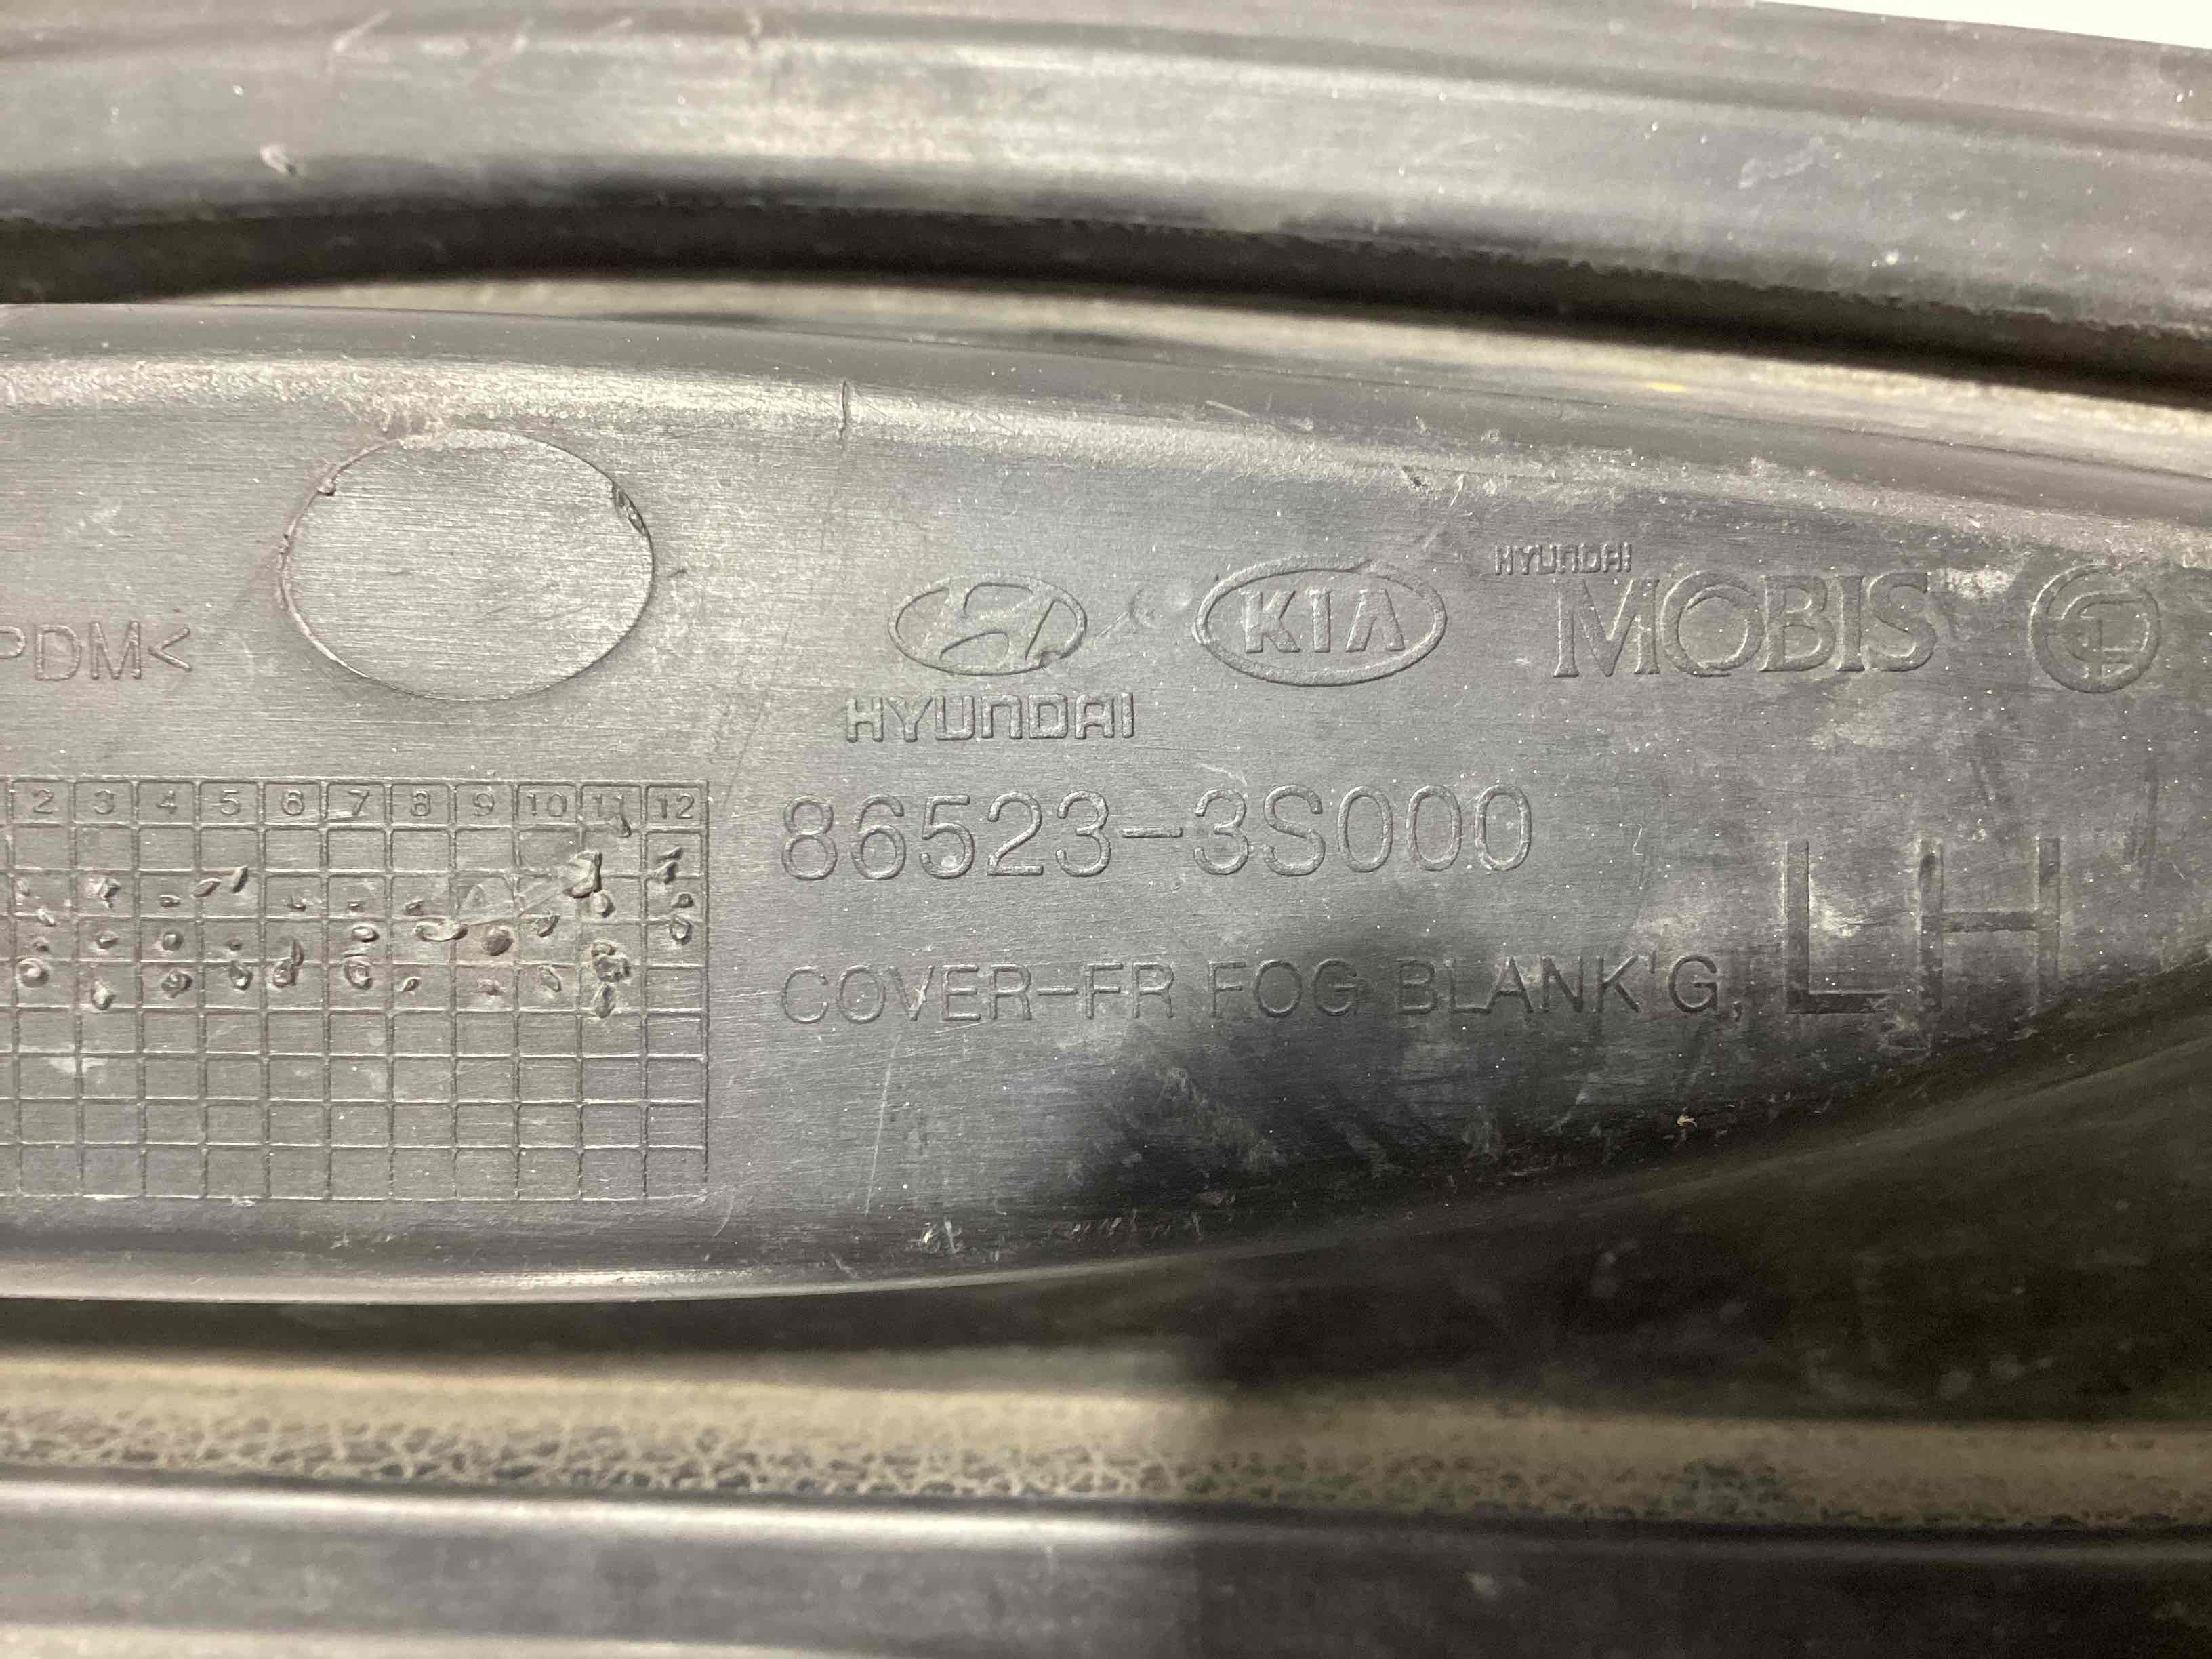 HYUNDAI
KIA
HYUNDAI
MOBIS
PDM<
2 3 4 5 6 7 8 9 10 11 12
86523-3S000
COVER-FR FOG BLANK'G, LH